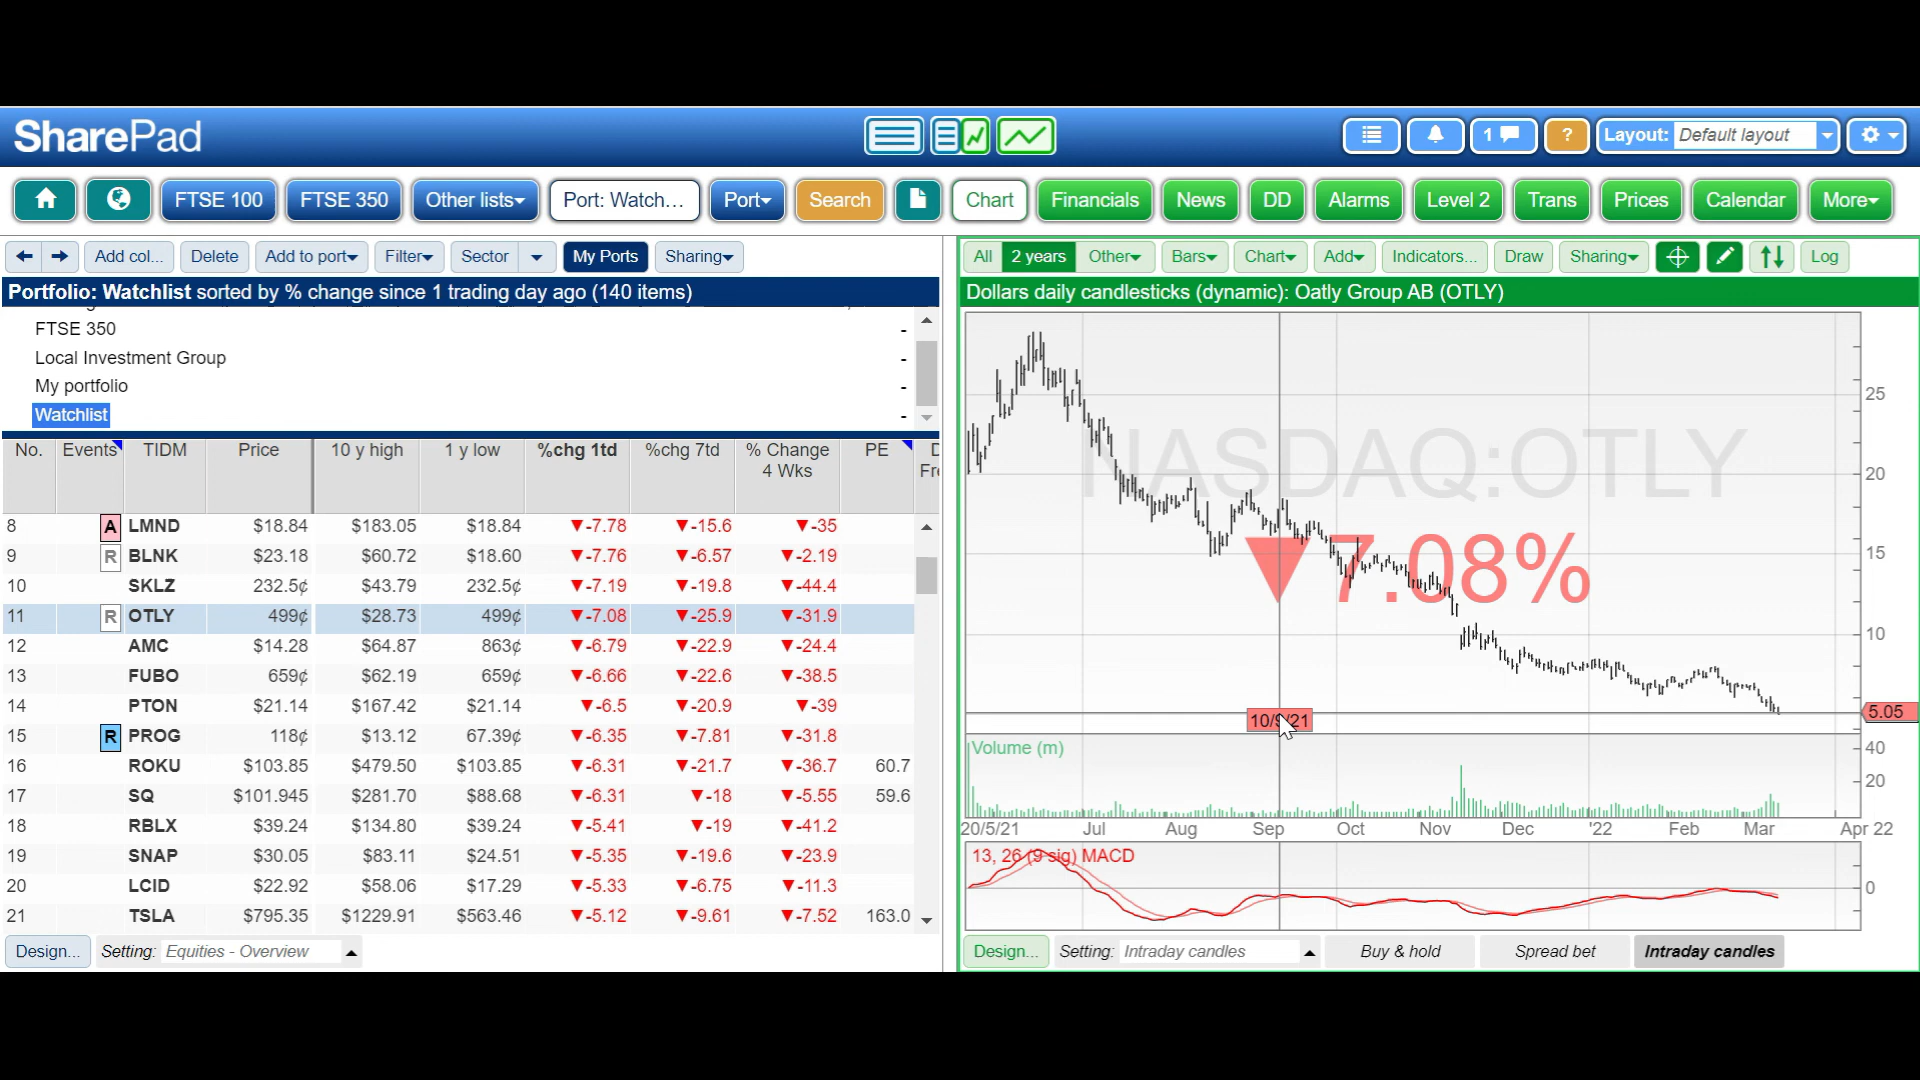 SharePad
1
?
Layout: Default layout
FTSE 100
FTSE 350
Other lists
Port: Watch...
Port
Search
Chart
Financials
News
DD
Alarms
Level 2
Trans
Prices
Calendar
More
Add col...
Delete
Add to port
Filter
Sector
My Ports
Sharing
All
2 years
Other
Bars
Chart
Add
Indicators...
Draw
Sharing
Log
Portfolio: Watchlist sorted by % change since 1 trading day ago (140 items)
FTSE 350 -
Local Investment Group -
My portfolio -
Watchlist -
No. Events TIDM Price 10 y high 1 y low %chg 1td %chg 7td % Change PE D
4 Wks Fr
8 A LMND $18.84 $183.05 $18.84 ▼-7.78 ▼-15.6 ▼-35
9 R BLNK $23.18 $60.72 $18.60 ▼-7.76 ▼-6.57 ▼-2.19
10 SKLZ 232.5¢ $43.79 232.5¢ ▼-7.19 ▼-19.8 ▼-44.4
11 R OTLY 499¢ $28.73 499¢ ▼-7.08 ▼-25.9 ▼-31.9
12 AMC $14.28 $64.87 863¢ ▼-6.79 ▼-22.9 ▼-24.4
13 FUBO 659¢ $62.19 659¢ ▼-6.66 ▼-22.6 ▼-38.5
14 PTON $21.14 $167.42 $21.14 ▼-6.5 ▼-20.9 ▼-39
15 R PROG 118¢ $13.12 67.39¢ ▼-6.35 ▼-7.81 ▼-31.8
16 ROKU $103.85 $479.50 $103.85 ▼-6.31 ▼-21.7 ▼-36.7 60.7
17 SQ $101.945 $281.70 $88.68 ▼-6.31 ▼-18 ▼-5.55 59.6
18 RBLX $39.24 $134.80 $39.24 ▼-5.41 ▼-19 ▼-41.2
19 SNAP $30.05 $83.11 $24.51 ▼-5.35 ▼-19.6 ▼-23.9
20 LCID $22.92 $58.06 $17.29 ▼-5.33 ▼-6.75 ▼-11.3
21 TSLA $795.35 $1229.91 $563.46 ▼-5.12 ▼-9.61 ▼-7.52 163.0
Design...
Setting: Equities - Overview
Dollars daily candlesticks (dynamic): Oatly Group AB (OTLY)
NASDAQ:OTLY
▼7.08%
25
20
15
10
5.05
Volume (m)
40
20
20/5/21 Jul Aug Sep Oct Nov Dec '22 Feb Mar Apr 22
13, 26 (9 sig) MACD
0
Design...
Setting: Intraday candles
Buy & hold
Spread bet
Intraday candles